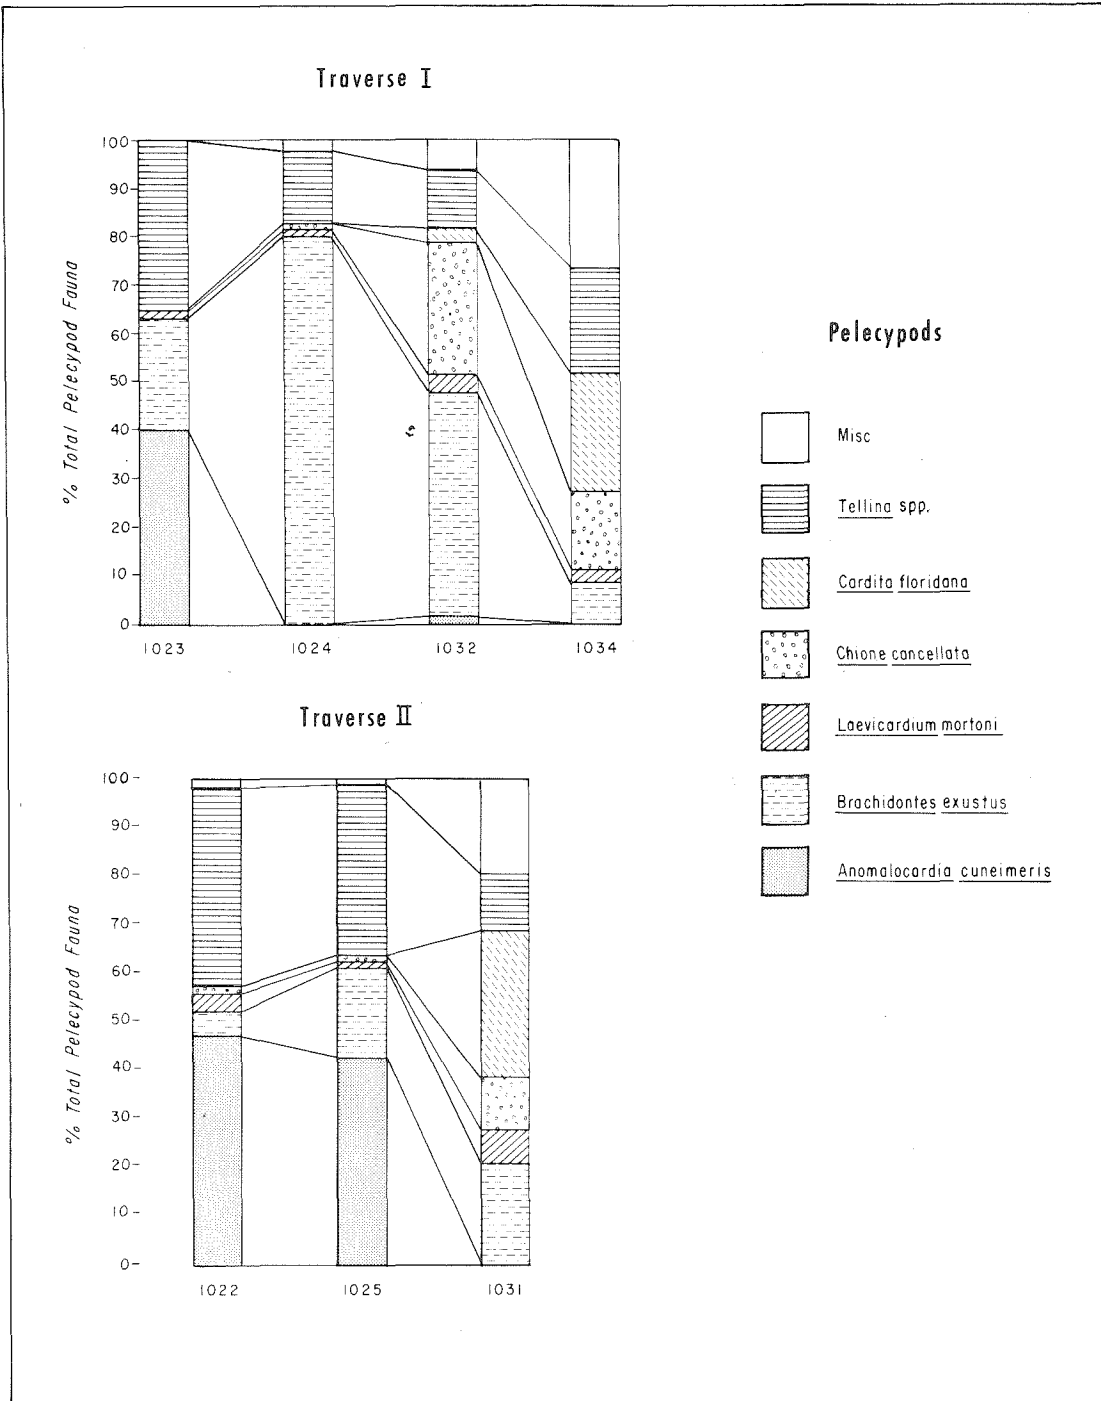 Traverse I
% Total Pelecypod Fauna
100
90
80
70
60
50
40
30
20
10
0
1023 1024 1032 1034
Pelecypods
Misc
Tellina spp.
Cardita floridana
Chione cancellata
Laevicardium mortoni
Brachidontes exustus
Anomalocardia cuneimeris
Traverse II
% Total Pelecypod Fauna
100
90
80
70
60
50
40
30
20
10
0
1022 1025 1031